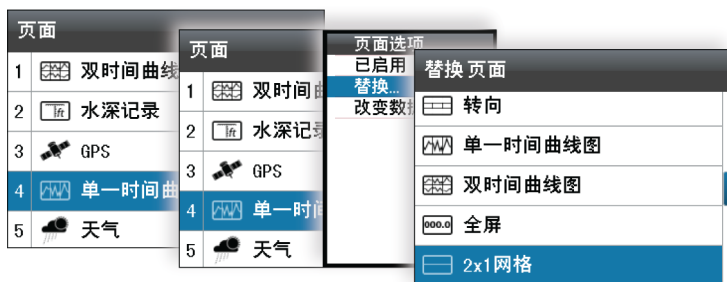 页面
1 双时间曲线
2 ft 水深记录
3 GPS
4 单一时间曲
5 天气
页面
1 双时间
2 ft 水深记
3 GPS
4 单一时间
5 天气
页面选项
已启用
替换...
改变数
替换页面
转向
单一时间曲线图
双时间曲线图
000.0 全屏
2x1网格